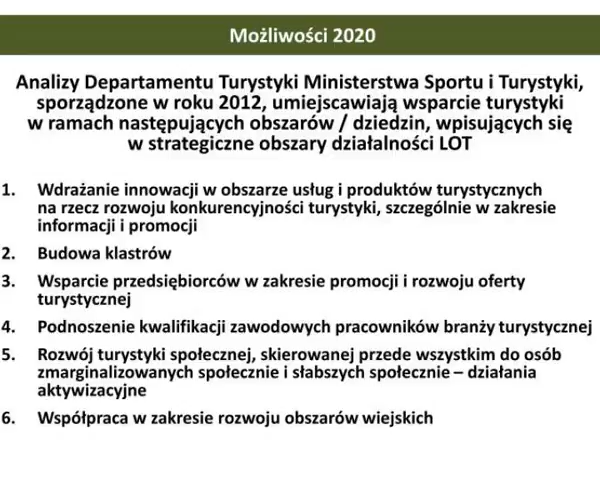 Możliwości 2020
Analizy Departamentu Turystyki Ministerstwa Sportu i Turystyki,
sporządzone w roku 2012, umiejscawiają wsparcie turystyki
w ramach następujących obszarów / dziedzin, wpisujących się
w strategiczne obszary działalności LOT
1. Wdrażanie innowacji w obszarze usług i produktów turystycznych
na rzecz rozwoju konkurencyjności turystyki, szczególnie w zakresie
informacji i promocji
2. Budowa klastrów
3. Wsparcie przedsiębiorców w zakresie promocji i rozwoju oferty
turystycznej
4. Podnoszenie kwalifikacji zawodowych pracowników branży turystycznej
5. Rozwój turystyki społecznej, skierowanej przede wszystkim do osób
zmarginalizowanych społecznie i słabszych społecznie – działania
aktywizacyjne
6. Współpraca w zakresie rozwoju obszarów wiejskich